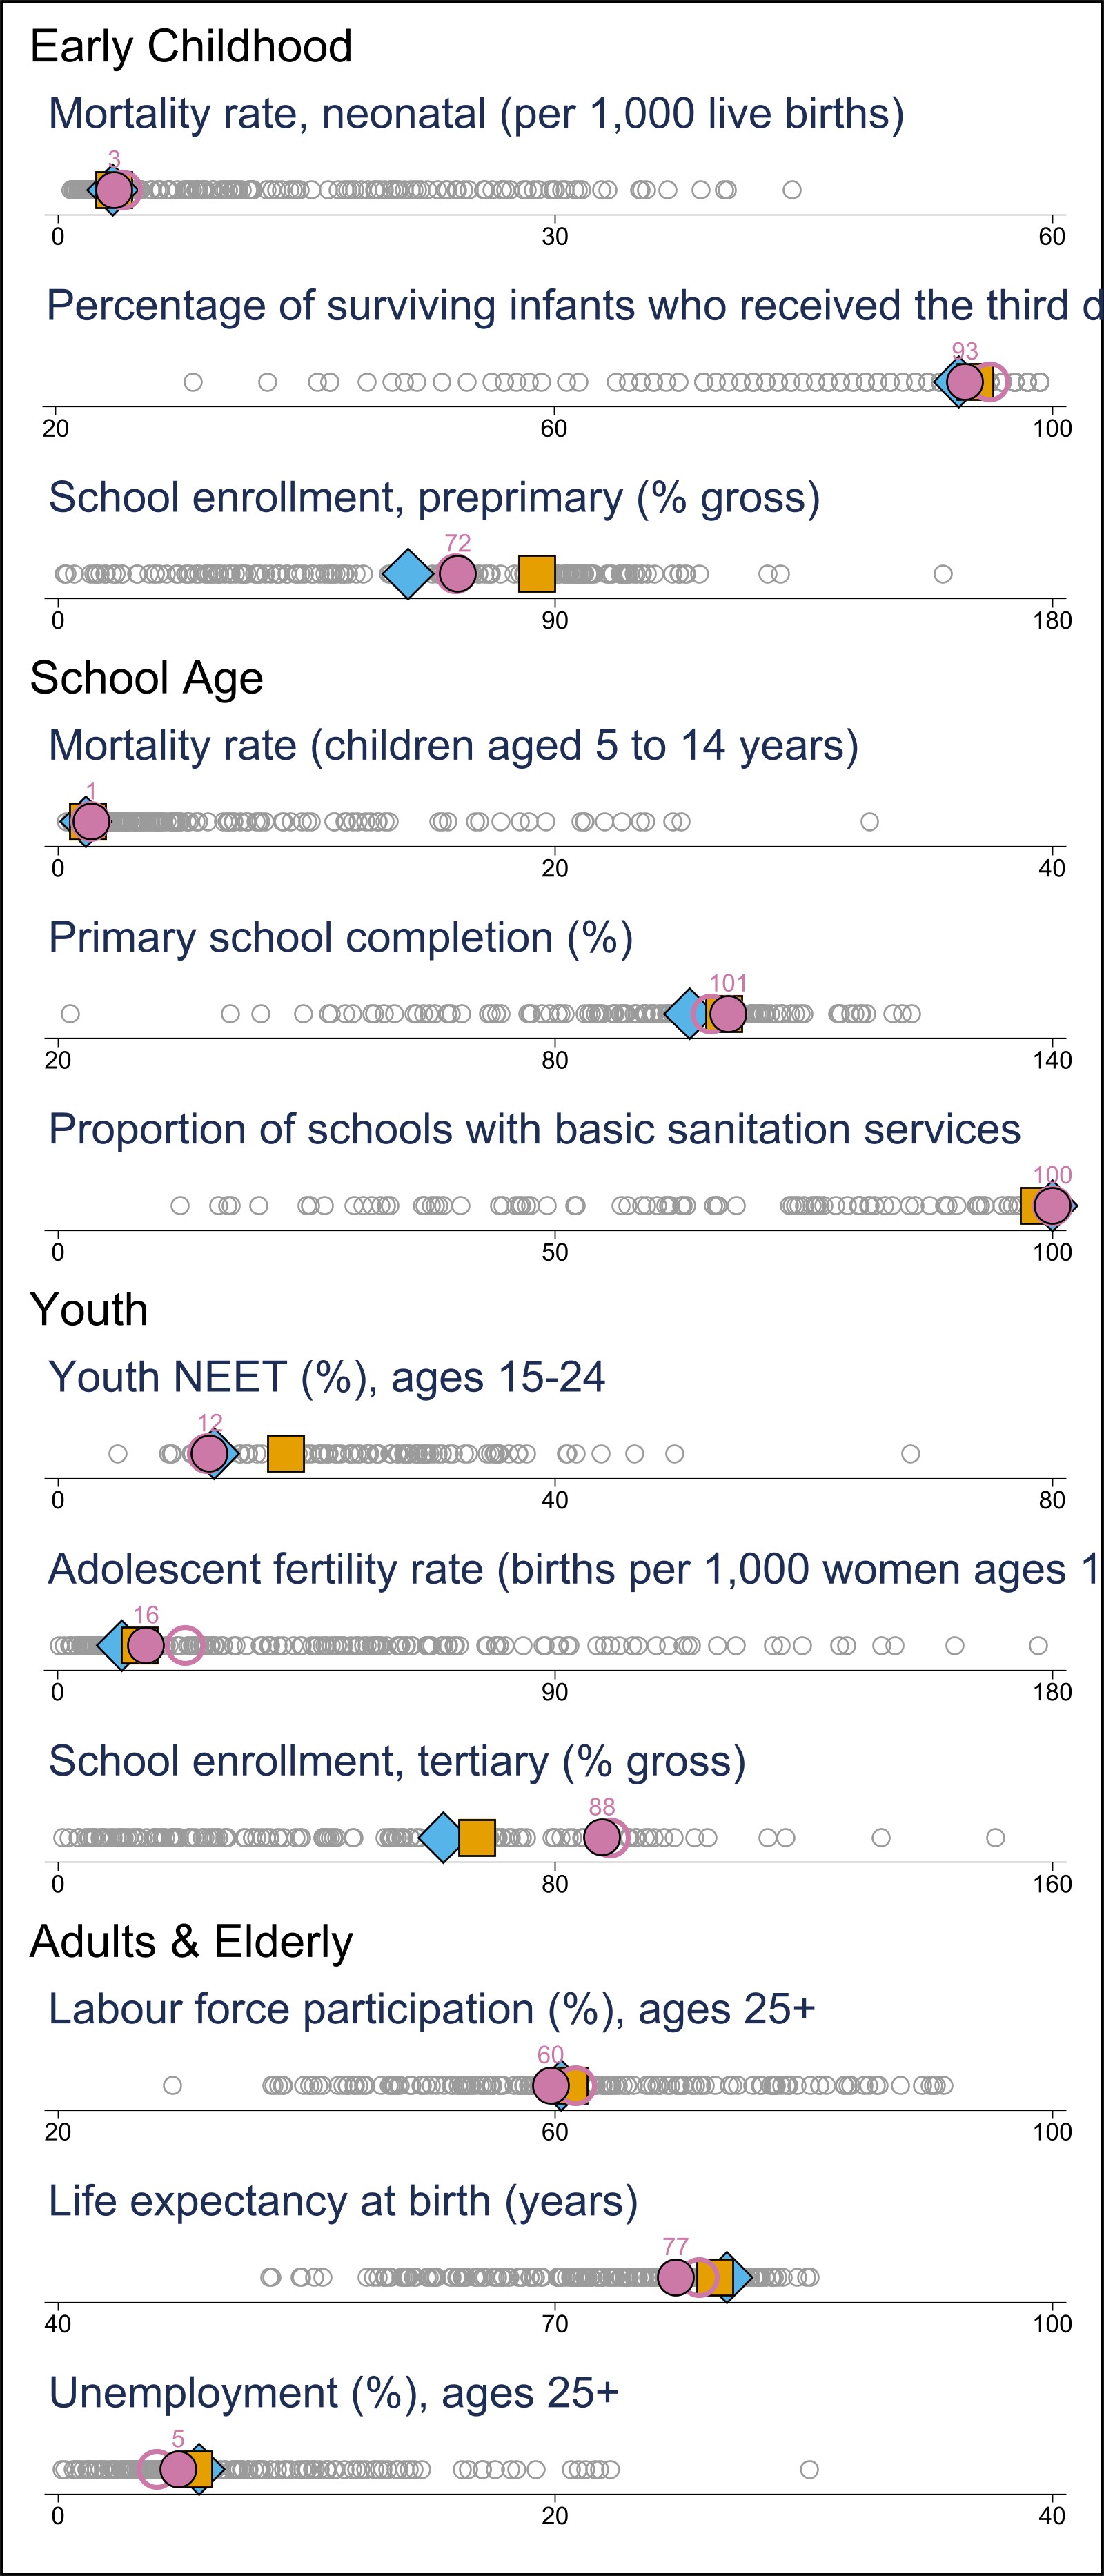 Early Childhood
Mortality rate, neonatal (per 1,000 live births)
3
0 30 60
Percentage of surviving infants who received the third d
93
20 60 100
School enrollment, preprimary (% gross)
72
0 90 180
School Age
Mortality rate (children aged 5 to 14 years)
1
0 20 40
Primary school completion (%)
101
20 80 140
Proportion of schools with basic sanitation services
100
0 50 100
Youth
Youth NEET (%), ages 15-24
12
0 40 80
Adolescent fertility rate (births per 1,000 women ages 1
16
0 90 180
School enrollment, tertiary (% gross)
88
0 80 160
Adults & Elderly
Labour force participation (%), ages 25+
60
20 60 100
Life expectancy at birth (years)
77
40 70 100
Unemployment (%), ages 25+
5
0 20 40